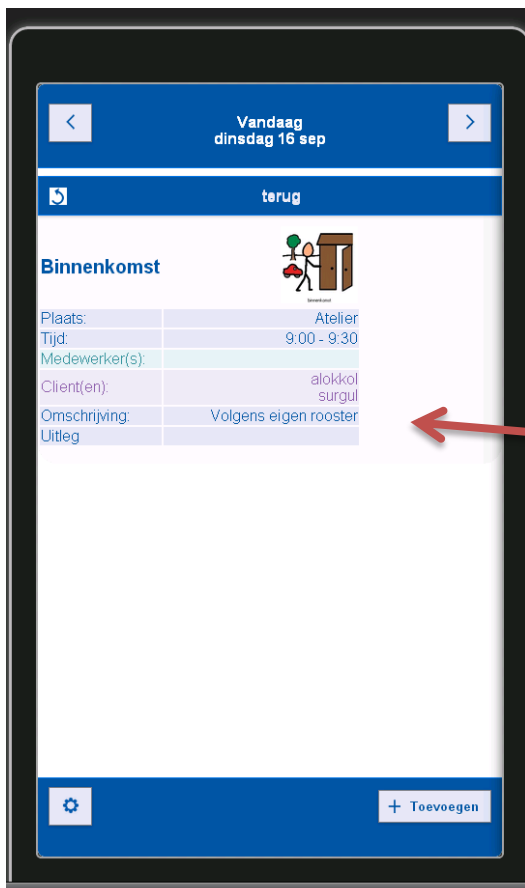 Vandaag
dinsdag 16 sep
terug
Binnenkomst
binnenkomst
Plaats: Atelier
Tijd: 9:00 - 9:30
Medewerker(s):
Client(en): alokkol
surgul
Omschrijving: Volgens eigen rooster
Uitleg
+ Toevoegen